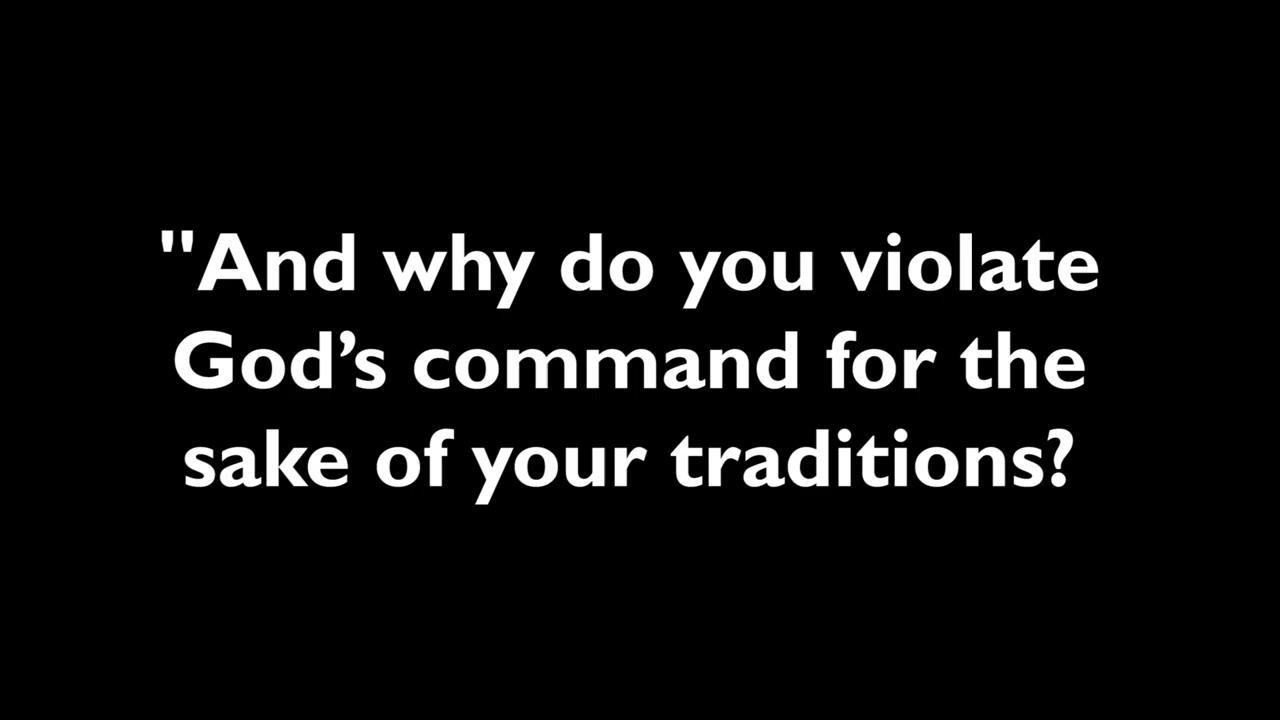 "And why do you violate
God’s command for the
sake of your traditions?